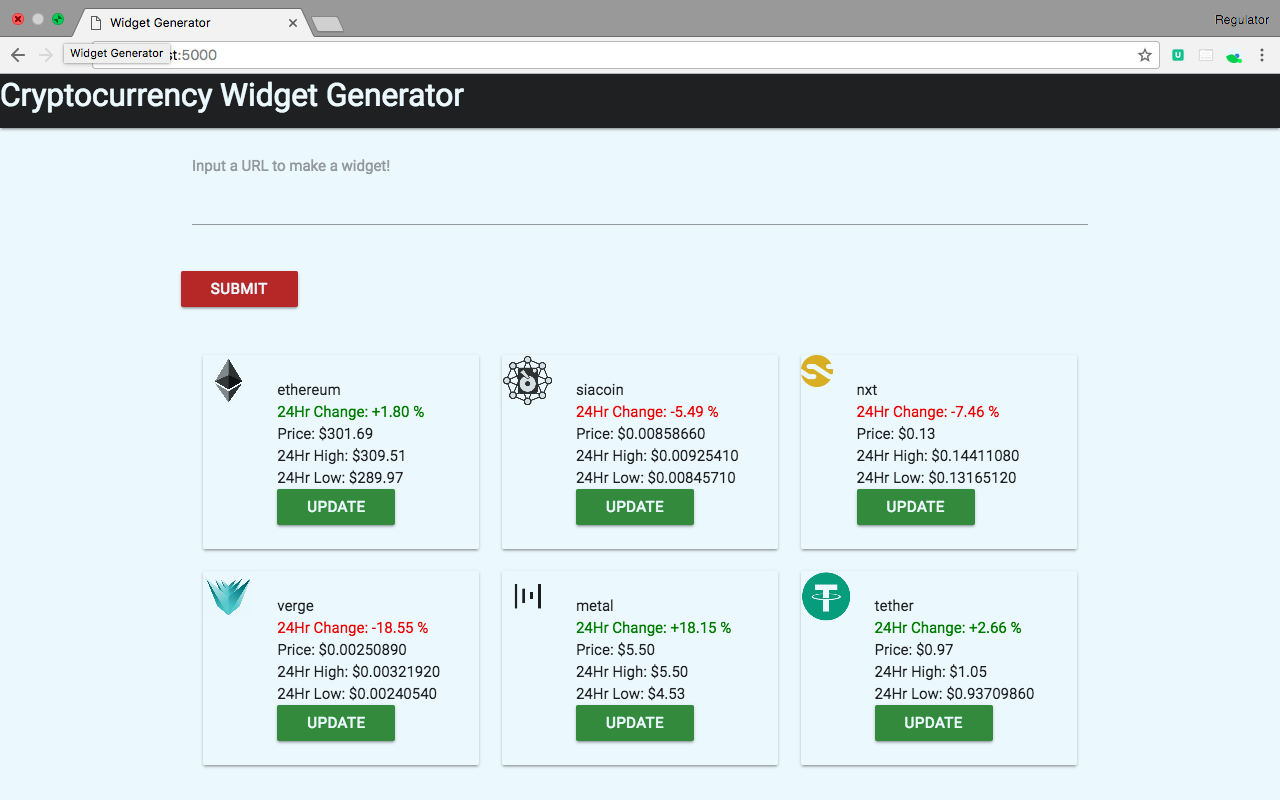 Widget Generator
Regulator
Widget Generator
st:5000
Cryptocurrency Widget Generator
Input a URL to make a widget!
SUBMIT
ethereum
24Hr Change: +1.80 %
Price: $301.69
24Hr High: $309.51
24Hr Low: $289.97
UPDATE
siacoin
24Hr Change: -5.49 %
Price: $0.00858660
24Hr High: $0.00925410
24Hr Low: $0.00845710
UPDATE
nxt
24Hr Change: -7.46 %
Price: $0.13
24Hr High: $0.14411080
24Hr Low: $0.13165120
UPDATE
verge
24Hr Change: -18.55 %
Price: $0.00250890
24Hr High: $0.00321920
24Hr Low: $0.00240540
UPDATE
metal
24Hr Change: +18.15 %
Price: $5.50
24Hr High: $5.50
24Hr Low: $4.53
UPDATE
tether
24Hr Change: +2.66 %
Price: $0.97
24Hr High: $1.05
24Hr Low: $0.93709860
UPDATE